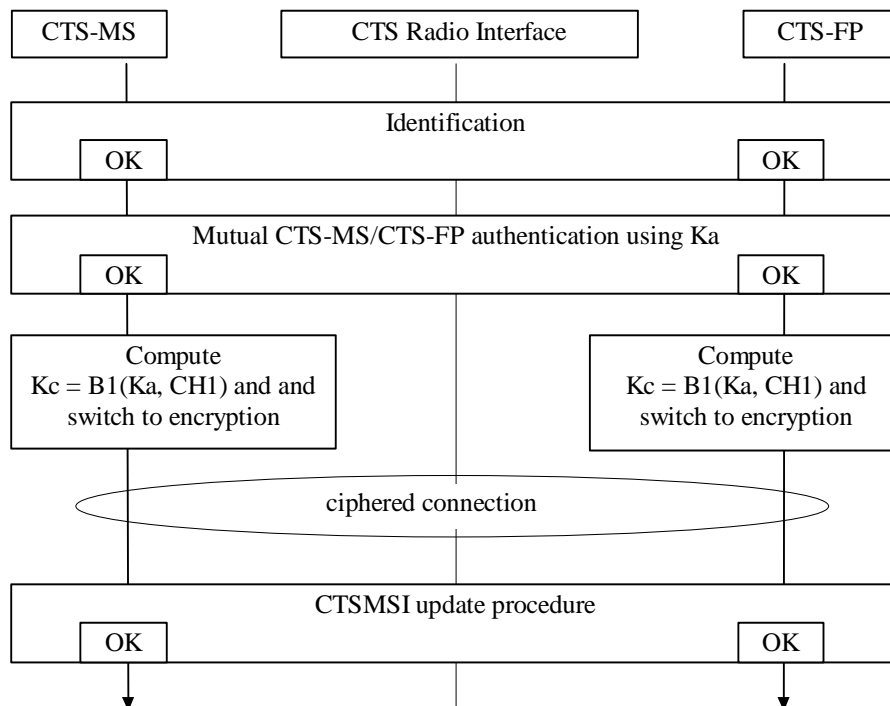 CTS-MS
CTS Radio Interface
CTS-FP
Identification
OK
OK
Mutual CTS-MS/CTS-FP authentication using Ka
OK
OK
Compute
Kc = B1(Ka, CH1) and and
switch to encryption
Compute
Kc = B1(Ka, CH1) and
switch to encryption
ciphered connection
CTSMSI update procedure
OK
OK